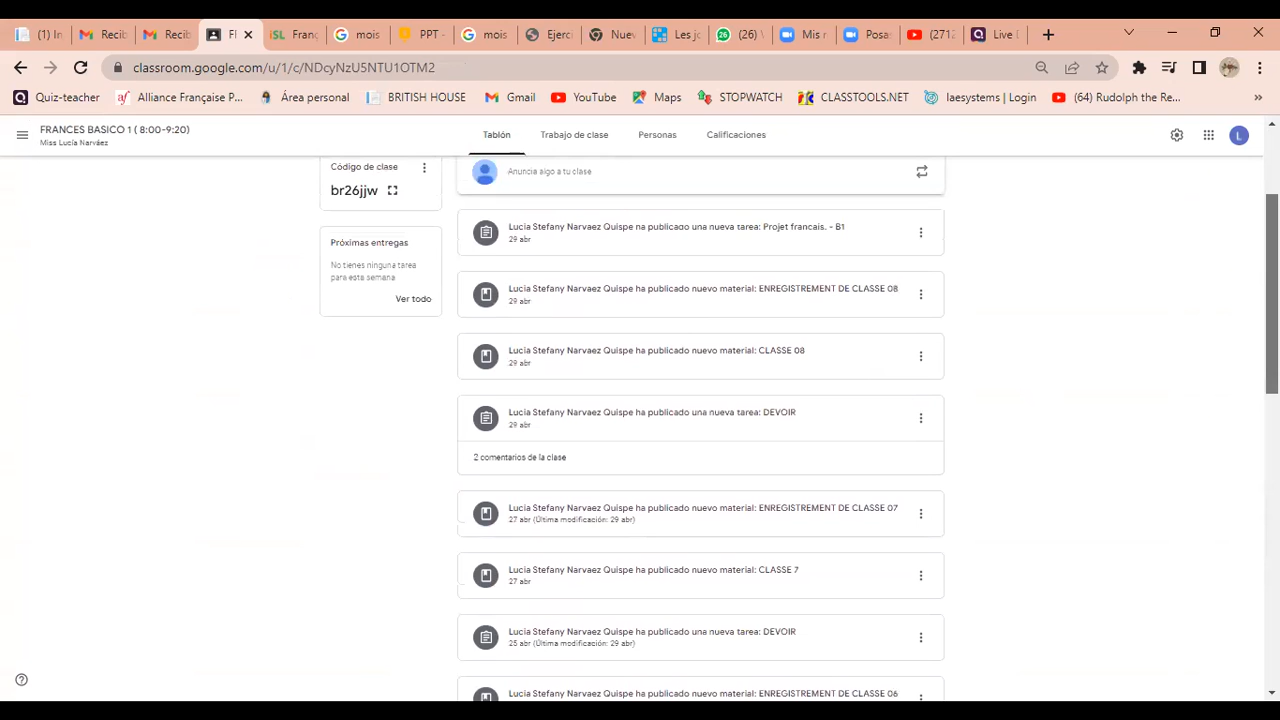 (1) In
Recib
Recib
F
Franç
mois
PPT -
mois
Ejerci
Nuev
Les jo
(26)
Mis r
Posas
(271
Live
classroom.google.com/u/1/c/NDcyNzU5NTU1OTM2
Quiz-teacher
Alliance Française P...
Área personal
BRITISH HOUSE
Gmail
YouTube
Maps
STOPWATCH
CLASSTOOLS.NET
laesystems | Login
(64) Rudolph the Re...
»
FRANCES BASICO 1 ( 8:00-9:20)
Miss Lucía Narváez
Tablón
Trabajo de clase
Personas
Calificaciones
L
Código de clase
br26jjw
Próximas entregas
No tienes ninguna tarea
para esta semana
Ver todo
Anuncia algo a tu clase
Lucia Stefany Narvaez Quispe ha publicado una nueva tarea: Projet francais. - B1
29 abr
Lucia Stefany Narvaez Quispe ha publicado nuevo material: ENREGISTREMENT DE CLASSE 08
29 abr
Lucia Stefany Narvaez Quispe ha publicado nuevo material: CLASSE 08
29 abr
Lucia Stefany Narvaez Quispe ha publicado una nueva tarea: DEVOIR
29 abr
2 comentarios de la clase
Lucia Stefany Narvaez Quispe ha publicado nuevo material: ENREGISTREMENT DE CLASSE 07
27 abr (Última modificación: 29 abr)
Lucia Stefany Narvaez Quispe ha publicado nuevo material: CLASSE 7
27 abr
Lucia Stefany Narvaez Quispe ha publicado una nueva tarea: DEVOIR
25 abr (Última modificación: 29 abr)
Lucia Stefany Narvaez Quispe ha publicado nuevo material: ENREGISTREMENT DE CLASSE 06